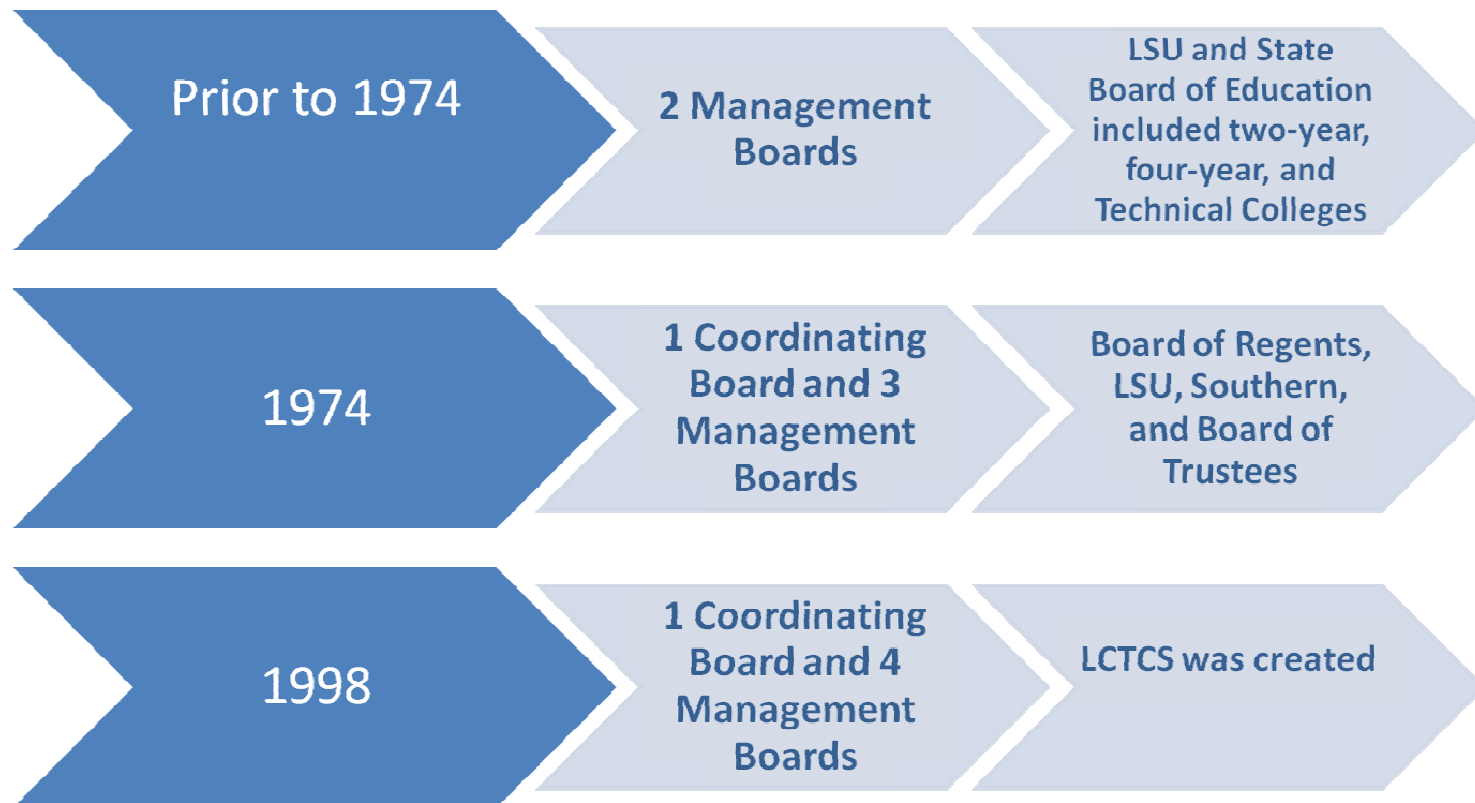 Prior to 1974
2 Management
Boards
LSU and State
Board of Education
included two-year,
four-year, and
Technical Colleges
1974
1 Coordinating
Board and 3
Management
Boards
Board of Regents,
LSU, Southern,
and Board of
Trustees
1998
1 Coordinating
Board and 4
Management
Boards
LCTCS was created